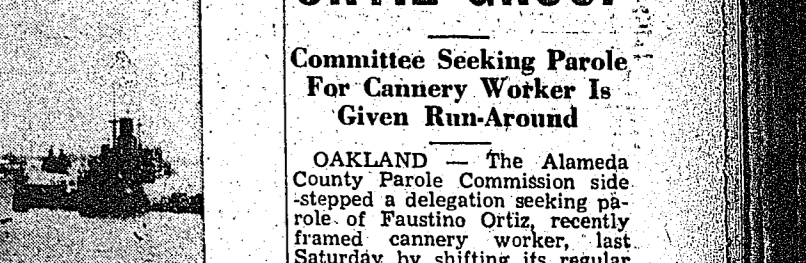 Committee Seeking Parole
For Cannery Worker Is
Given Run-Around
OAKLAND — The Alameda
County Parole Commission side
-stepped a delegation seeking pa-
role of Faustino Ortiz, recently
framed cannery worker, last
Saturday by shifting its regular